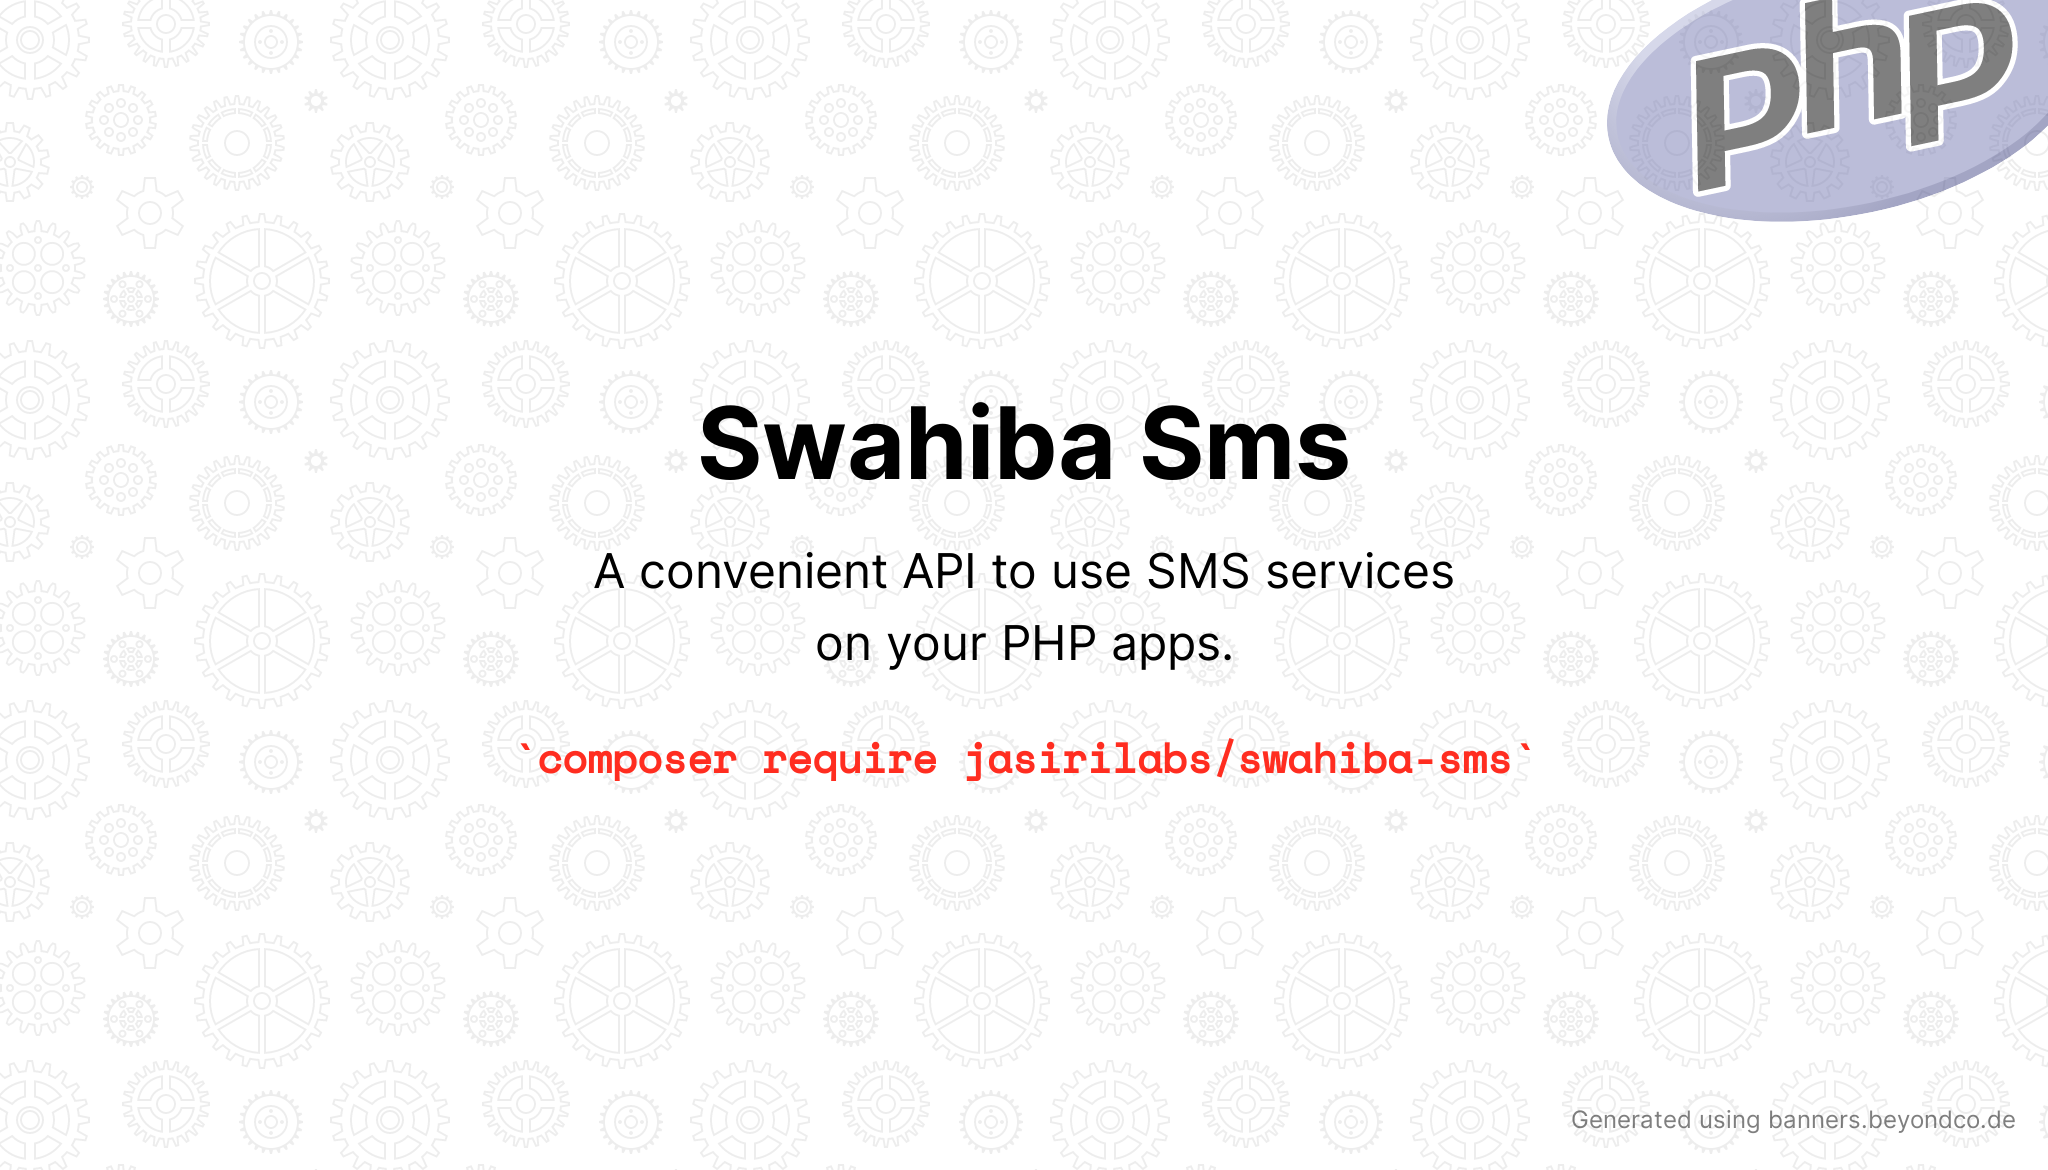 php
Swahiba Sms
A convenient API to use SMS services
on your PHP apps.
`composer require jasirilabs/swahiba-sms`
Generated using banners.beyondco.de